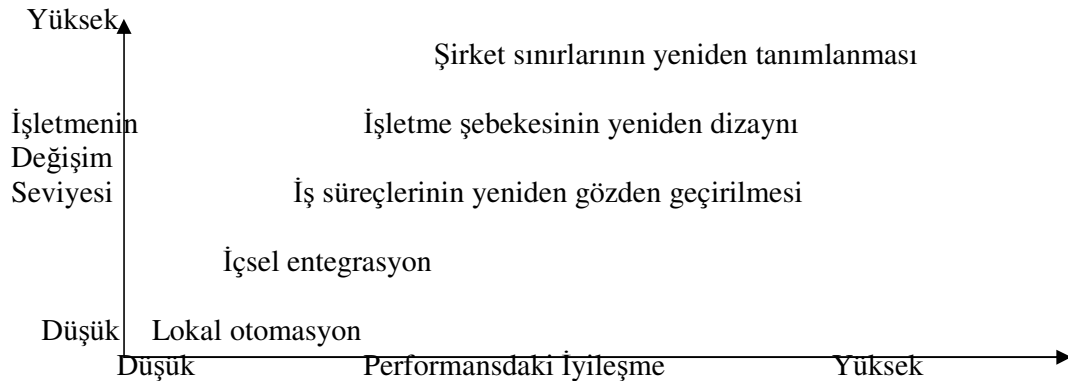 Yüksek
Şirket sınırlarının yeniden tanımlanması
İşletmenin
Değişim
Seviyesi
İşletme şebekesinin yeniden dizaynı
İş süreçlerinin yeniden gözden geçirilmesi
İçsel entegrasyon
Düşük
Lokal otomasyon
Düşük
Performansdaki İyileşme
Yüksek